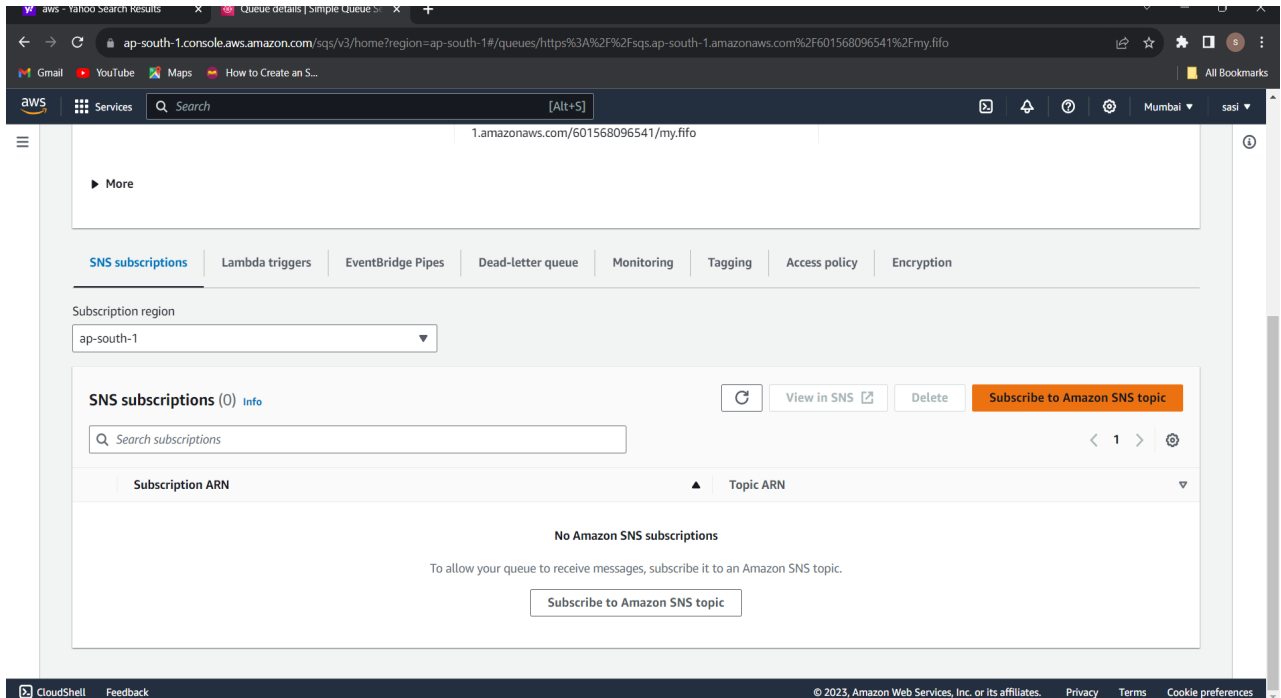 aws - Yahoo Search Results
Queue details | Simple Queue Se
ap-south-1.console.aws.amazon.com/sqs/v3/home?region=ap-south-1#/queues/https%3A%2F%2Fsqs.ap-south-1.amazonaws.com%2F601568096541%2Fmy.fifo
S
Gmail YouTube Maps How to Create an S... All Bookmarks
aws Services Search [Alt+S] Mumbai sasi
1.amazonaws.com/601568096541/my.fifo
More
SNS subscriptions Lambda triggers EventBridge Pipes Dead-letter queue Monitoring Tagging Access policy Encryption
Subscription region
ap-south-1
SNS subscriptions (0) Info View in SNS Delete Subscribe to Amazon SNS topic
Search subscriptions 1
Subscription ARN Topic ARN
No Amazon SNS subscriptions
To allow your queue to receive messages, subscribe it to an Amazon SNS topic.
Subscribe to Amazon SNS topic
CloudShell Feedback © 2023, Amazon Web Services, Inc. or its affiliates. Privacy Terms Cookie preferences